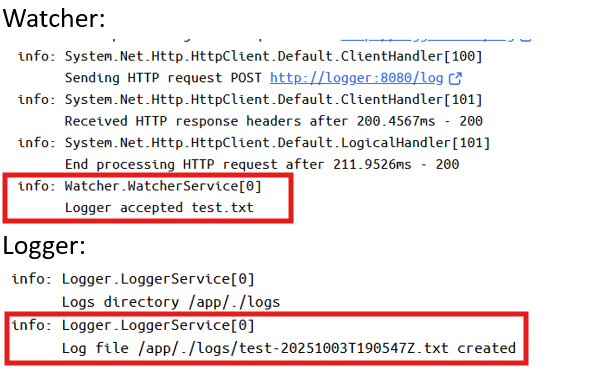 Watcher:
info: System.Net.Http.HttpClient.Default.ClientHandler[100]
Sending HTTP request POST http://logger:8080/log
info: System.Net.Http.HttpClient.Default.ClientHandler[101]
Received HTTP response headers after 200.4567ms - 200
info: System.Net.Http.HttpClient.Default.LogicalHandler[101]
End processing HTTP request after 211.9526ms - 200
info: Watcher.WatcherService[0]
Logger accepted test.txt
Logger:
info: Logger.LoggerService[0]
Logs directory /app/./logs
info: Logger.LoggerService[0]
Log file /app/./logs/test-20251003T190547Z.txt created